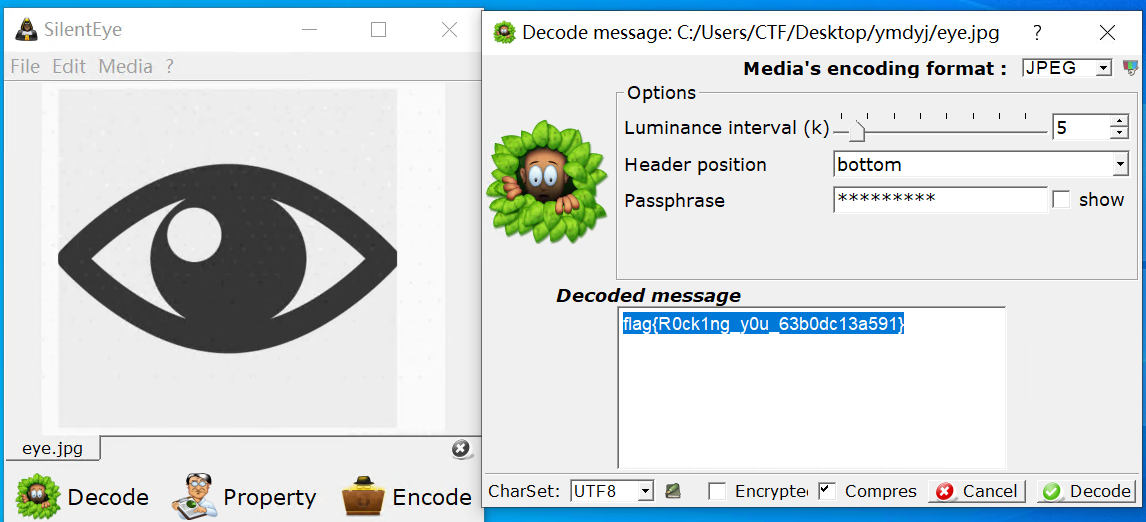 SilentEye
File Edit Media ?
eye.jpg
Decode Property Encode
Decode message: C:/Users/CTF/Desktop/ymdyj/eye.jpg ?
Media's encoding format : JPEG
Options
Luminance interval (k) 5
Header position bottom
Passphrase ********* show
Decoded message
flag{R0ck1ng_y0u_63b0dc13a591}
CharSet: UTF8 Encrypte Compres Cancel Decode